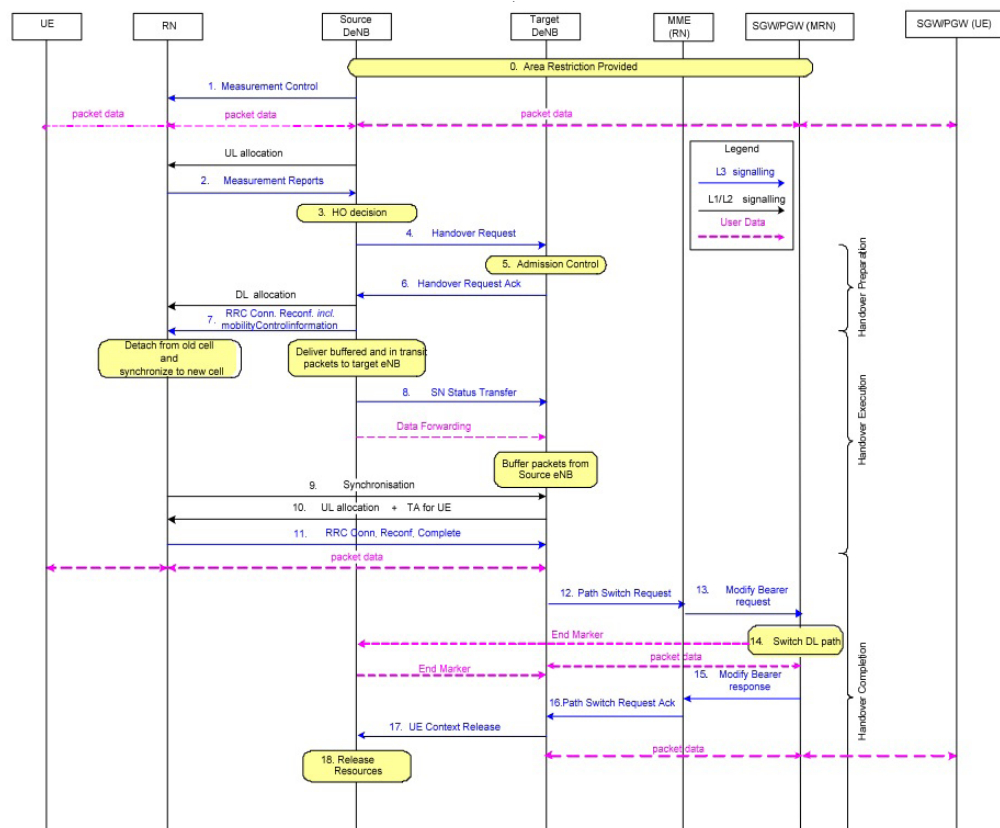 UE
RN
Source
DeNB
Target
DeNB
MME
(RN)
SGW/PGW (MRN)
SGW/PGW (UE)
0. Area Restriction Provided
1. Measurement Control
packet data
packet data
packet data
UL allocation
Legend
L3 signalling
L1/L2 signalling
User Data
2. Measurement Reports
3. HO decision
4. Handover Request
5. Admission Control
6. Handover Request Ack
DL allocation
7. RRC Conn. Reconf. incl.
mobilityControlinformation
Handover Preparation
Detach from old cell
and
synchronize to new cell
Deliver buffered and in transit
packets to target eNB
8. SN Status Transfer
Data Forwarding
Buffer packets from
Source eNB
Handover Execution
9. Synchronisation
10. UL allocation + TA for UE
11. RRC Conn. Reconf. Complete
packet data
12. Path Switch Request
13. Modify Bearer
request
End Marker
14. Switch DL path
packet data
End Marker
15. Modify Bearer
response
16.Path Switch Request Ack
17. UE Context Release
Handover Completion
packet data
18. Release
Resources